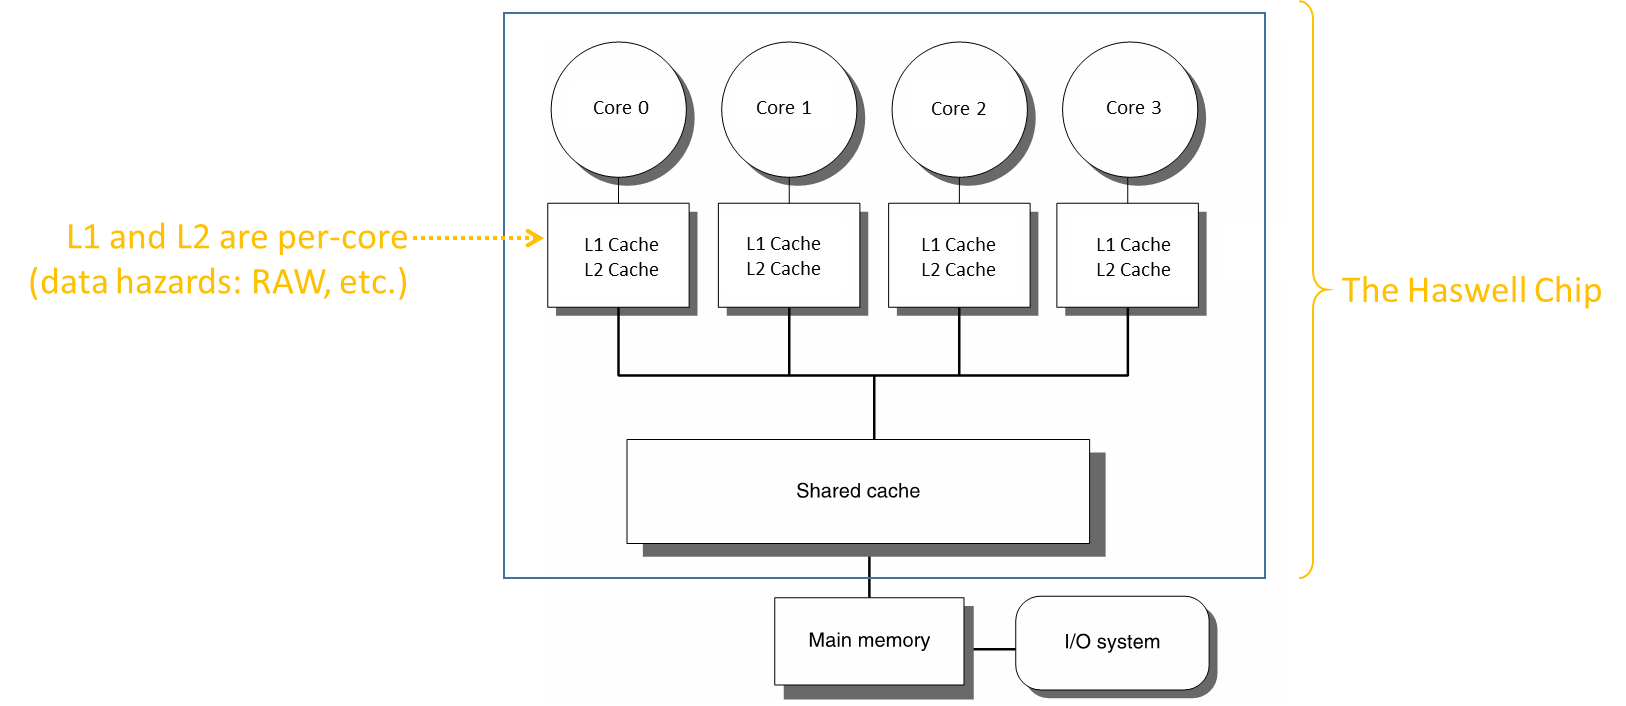 Core 0
Core 1
Core 2
Core 3
L1 and L2 are per-core
(data hazards: RAW, etc.)
L1 Cache
L2 Cache
L1 Cache
L2 Cache
L1 Cache
L2 Cache
L1 Cache
L2 Cache
The Haswell Chip
Shared cache
Main memory
I/O system